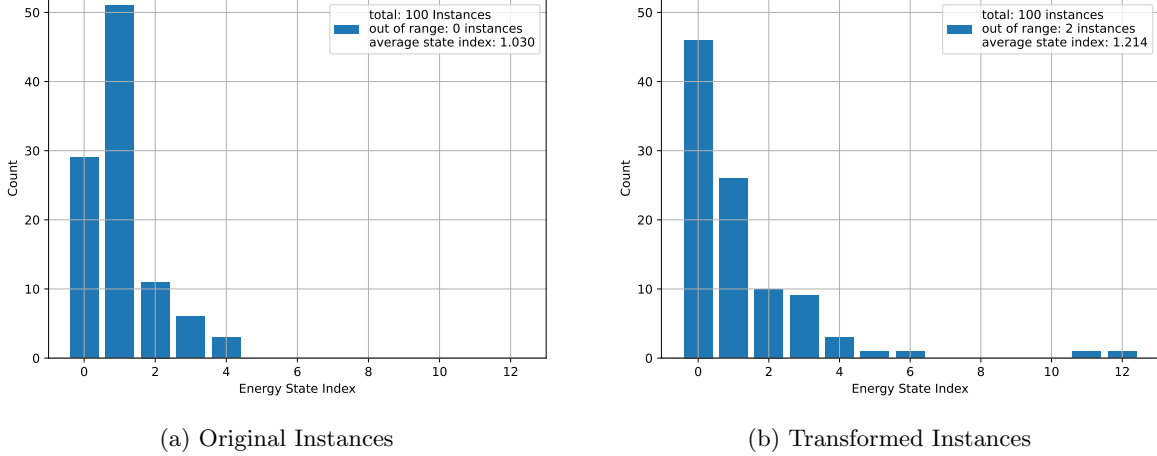 50
40
30
20
10
0
Count
0 2 4 6 8 10 12
Energy State Index
total: 100 Instances
out of range: 0 instances
average state index: 1.030
(a) Original Instances
50
40
30
20
10
0
Count
0 2 4 6 8 10 12
Energy State Index
total: 100 instances
out of range: 2 instances
average state index: 1.214
(b) Transformed Instances